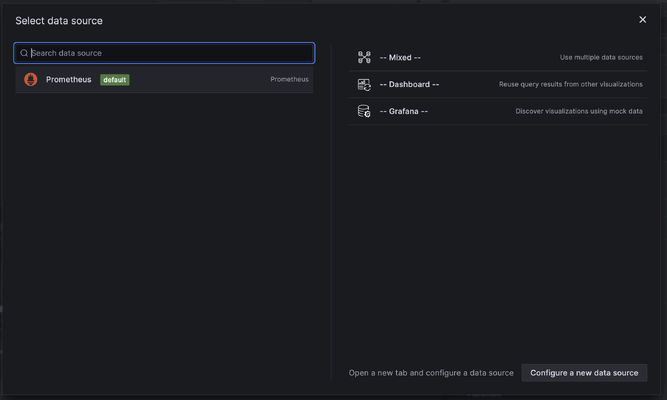 Select data source
Search data source
Prometheus default Prometheus
-- Mixed -- Use multiple data sources
-- Dashboard -- Reuse query results from other visualizations
-- Grafana -- Discover visualizations using mock data
Open a new tab and configure a data source Configure a new data source